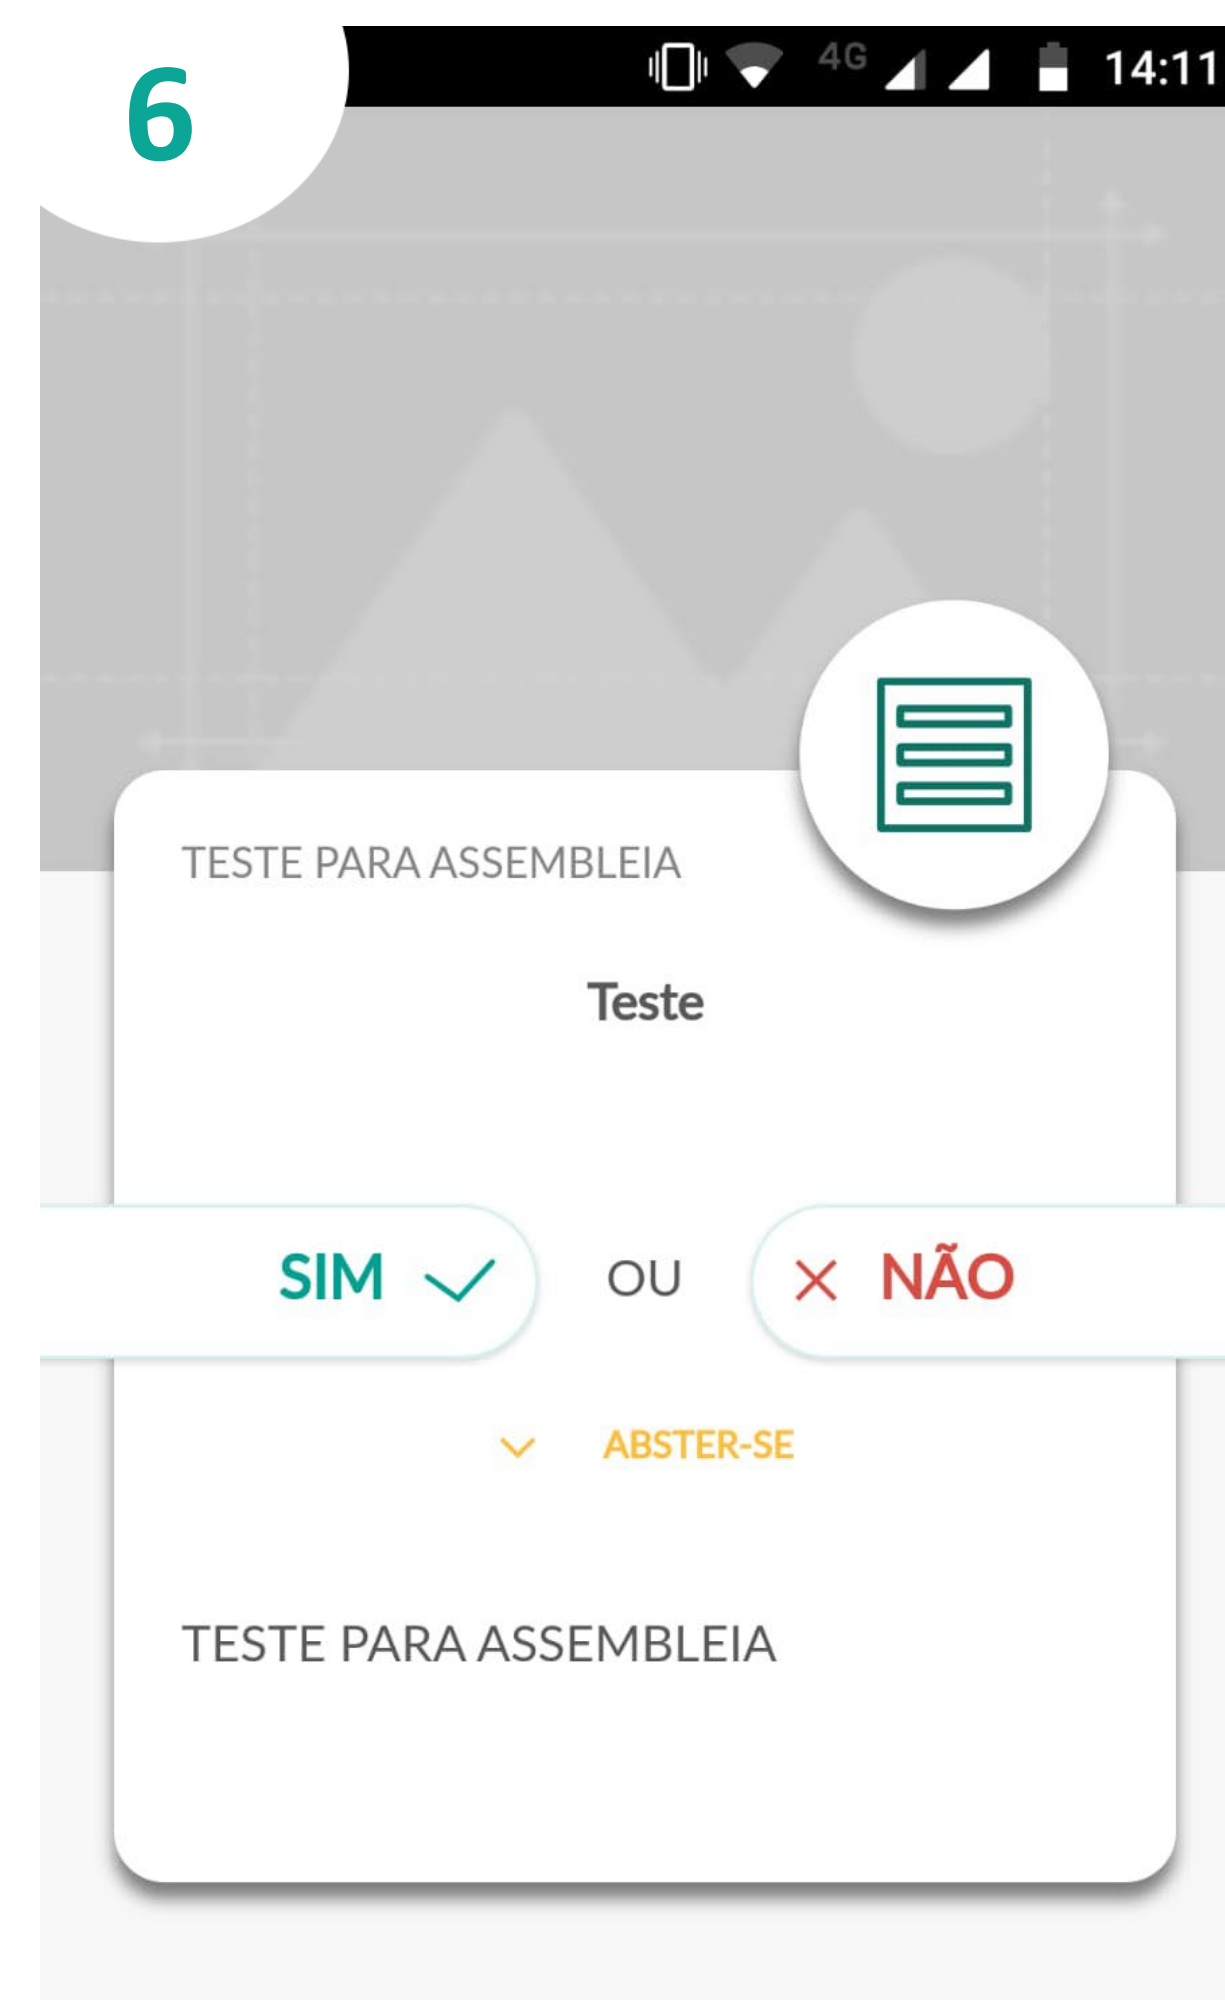 6
4G 14:11
TESTE PARA ASSEMBLEIA
Teste
SIM OU NÃO
ABSTER-SE
TESTE PARA ASSEMBLEIA